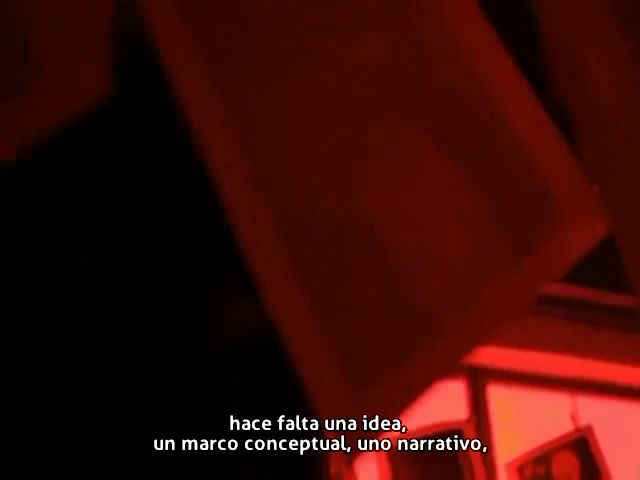 hace falta una idea,
un marco conceptual, uno narrativo,